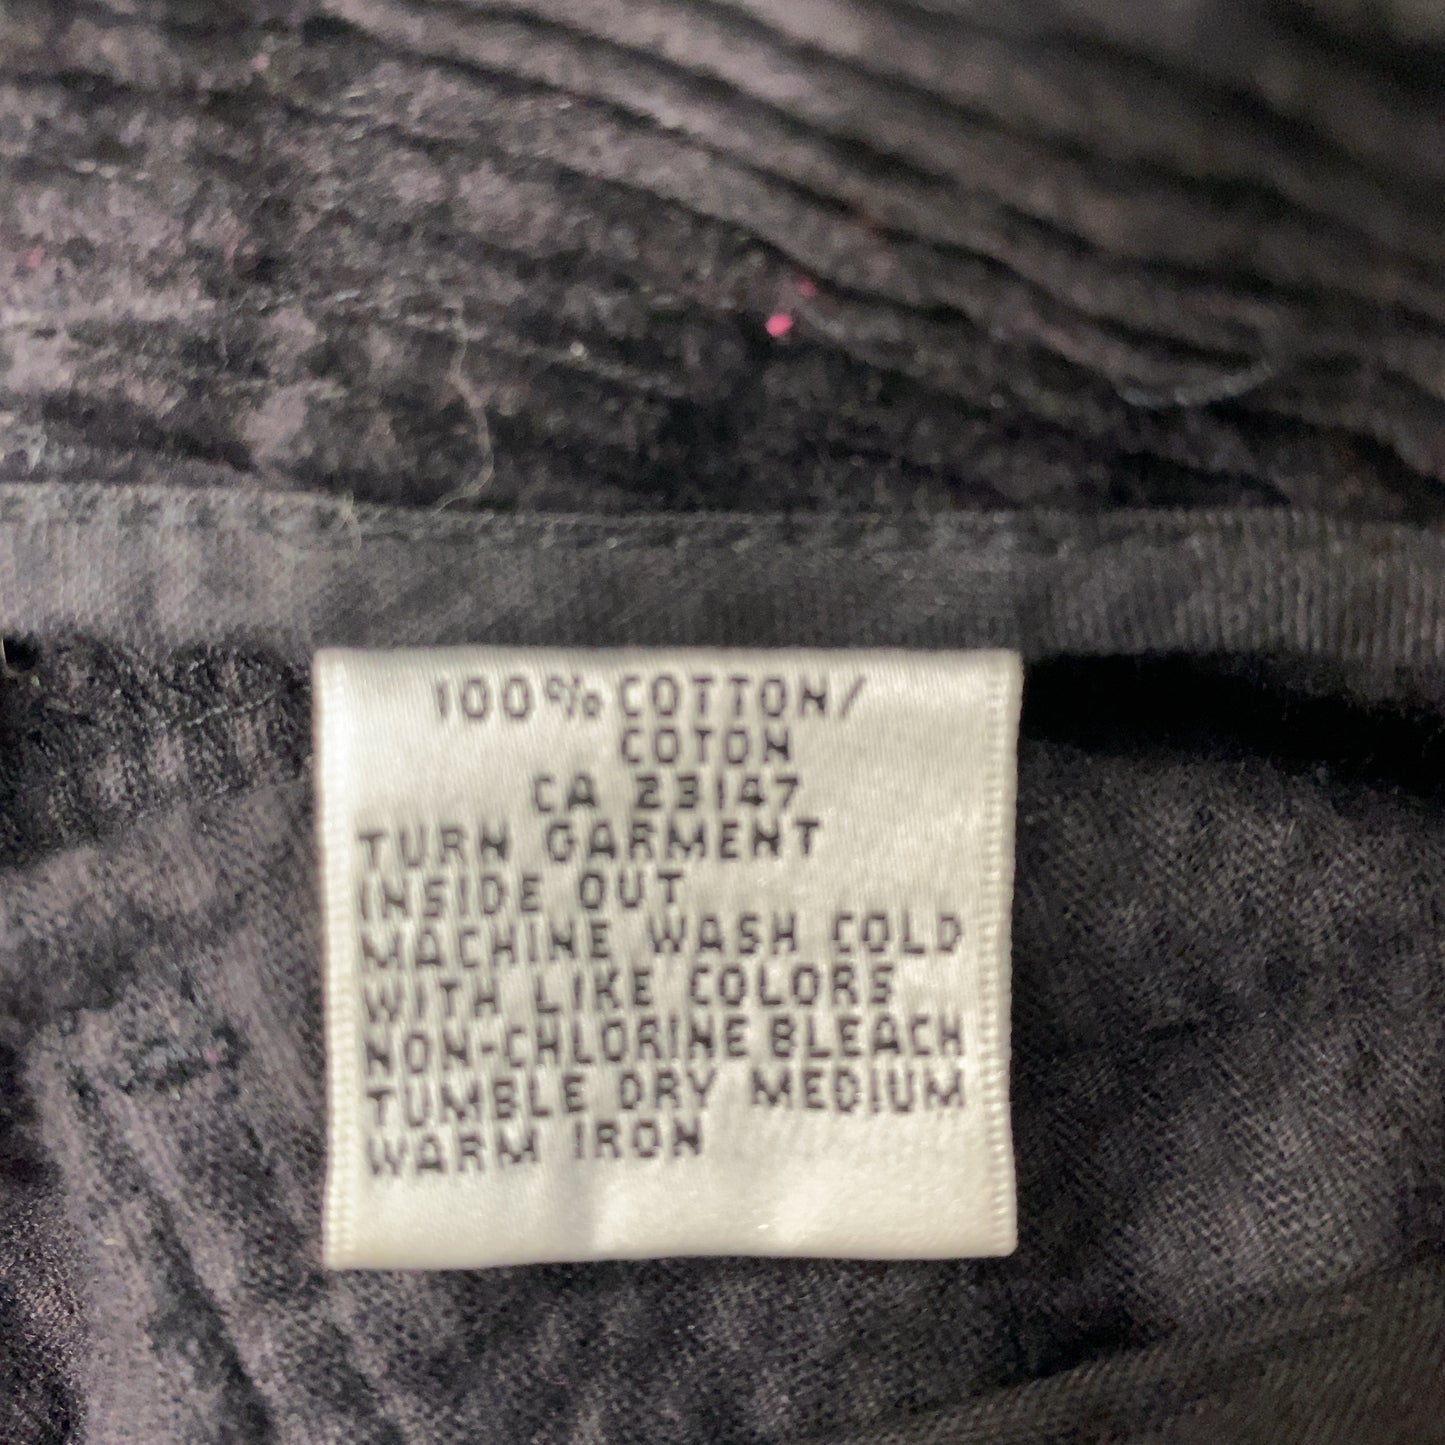 100% COTTON/
COTON
CA 23147
TURN GARMENT
INSIDE OUT
MACHINE WASH COLD
WITH LIKE COLORS
NON-CHLORINE BLEACH
TUMBLE DRY MEDIUM
WARM IRON